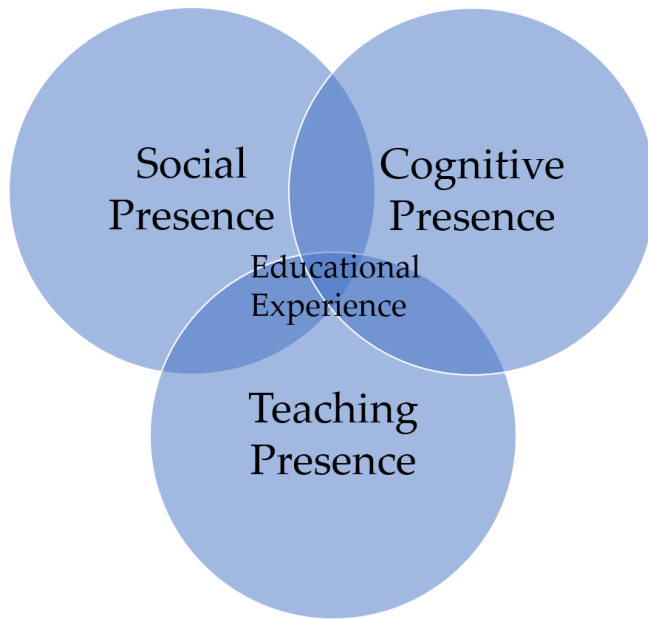 Social
Presence
Cognitive
Presence
Educational
Experience
Teaching
Presence